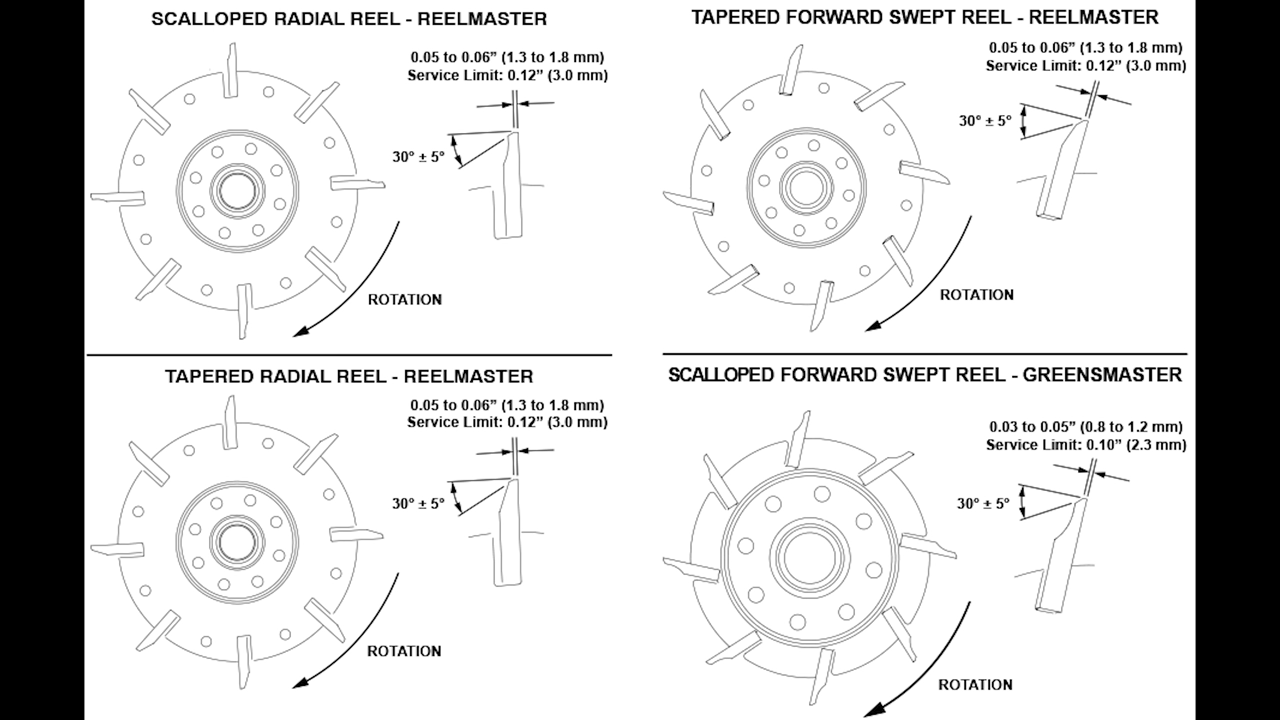 SCALLOPED RADIAL REEL - REELMASTER
0.05 to 0.06” (1.3 to 1.8 mm)
Service Limit: 0.12” (3.0 mm)
30° ± 5°
ROTATION
TAPERED FORWARD SWEPT REEL - REELMASTER
0.05 to 0.06” (1.3 to 1.8 mm)
Service Limit: 0.12” (3.0 mm)
30° ± 5°
ROTATION
TAPERED RADIAL REEL - REELMASTER
0.05 to 0.06” (1.3 to 1.8 mm)
Service Limit: 0.12” (3.0 mm)
30° ± 5°
ROTATION
SCALLOPED FORWARD SWEPT REEL - GREENSMASTER
0.03 to 0.05” (0.8 to 1.2 mm)
Service Limit: 0.10” (2.3 mm)
30° ± 5°
ROTATION